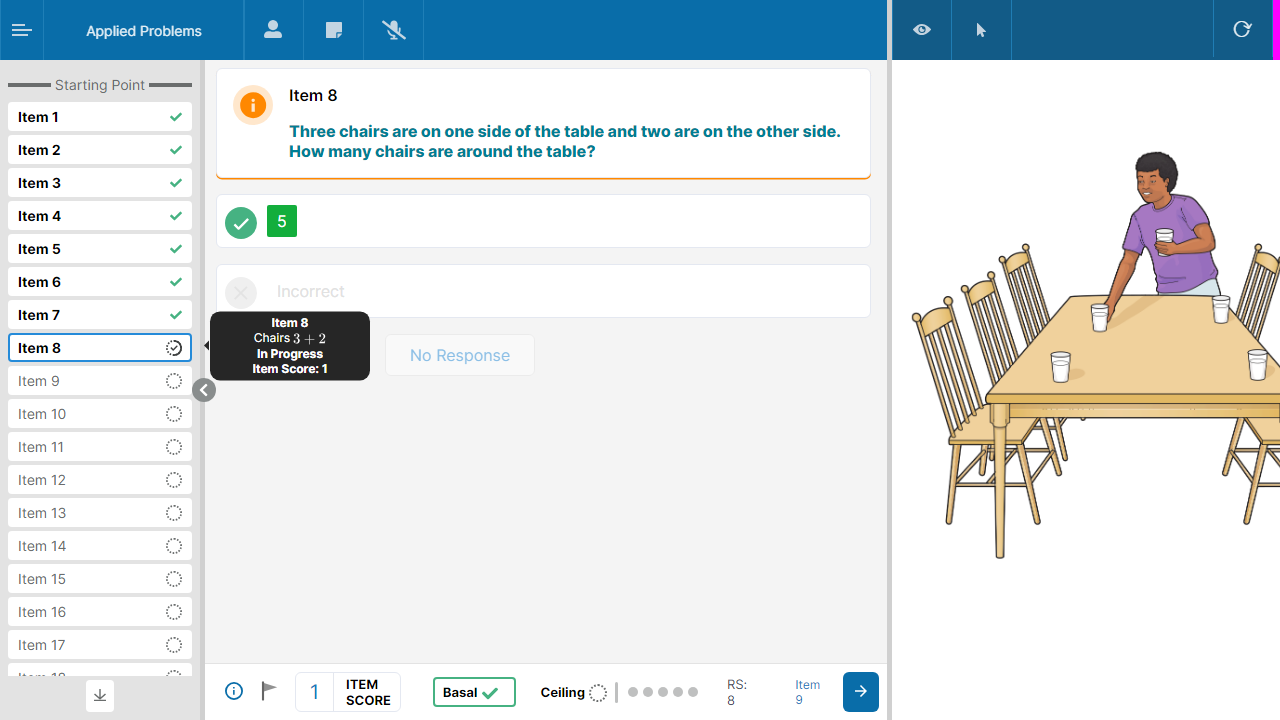 Applied Problems
Starting Point
Item 1
Item 2
Item 3
Item 4
Item 5
Item 6
Item 7
Item 8
Item 9
Item 10
Item 11
Item 12
Item 13
Item 14
Item 15
Item 16
Item 17
Item 18
Item 8
Three chairs are on one side of the table and two are on the other side.
How many chairs are around the table?
5
Incorrect
Item 8
Chairs 3 + 2
In Progress
Item Score: 1
No Response
1
ITEM
SCORE
Basal
Ceiling
RS:
8
Item
9